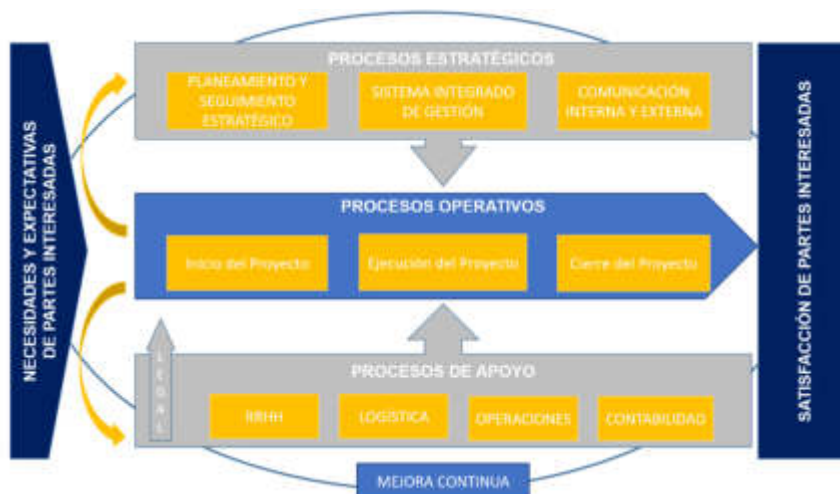 PROCESOS ESTRATÉGICOS
PLANEAMIENTO Y
SEGUIMIENTO
ESTRATÉGICO
SISTEMA INTEGRADO
DE GESTIÓN
COMUNICACIÓN
INTERNA Y EXTERNA
NECESIDADES Y EXPECTATIVAS
DE PARTES INTERESADAS
PROCESOS OPERATIVOS
Inicio del Proyecto
Ejecución del Proyecto
Cierre del Proyecto
SATISFACCIÓN DE PARTES INTERESADAS
LEGAL
PROCESOS DE APOYO
RRHH
LOGÍSTICA
OPERACIONES
CONTABILIDAD
MEJORA CONTINUA